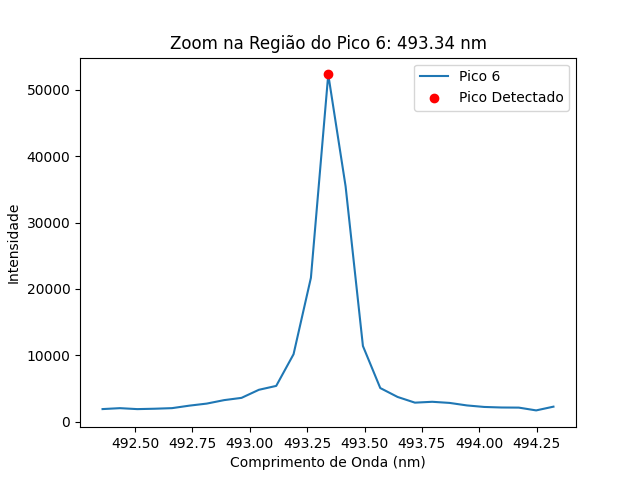 Zoom na Região do Pico 6: 493.34 nm
Pico 6
Pico Detectado
Intensidade
50000
40000
30000
20000
10000
0
492.50 492.75 493.00 493.25 493.50 493.75 494.00 494.25
Comprimento de Onda (nm)